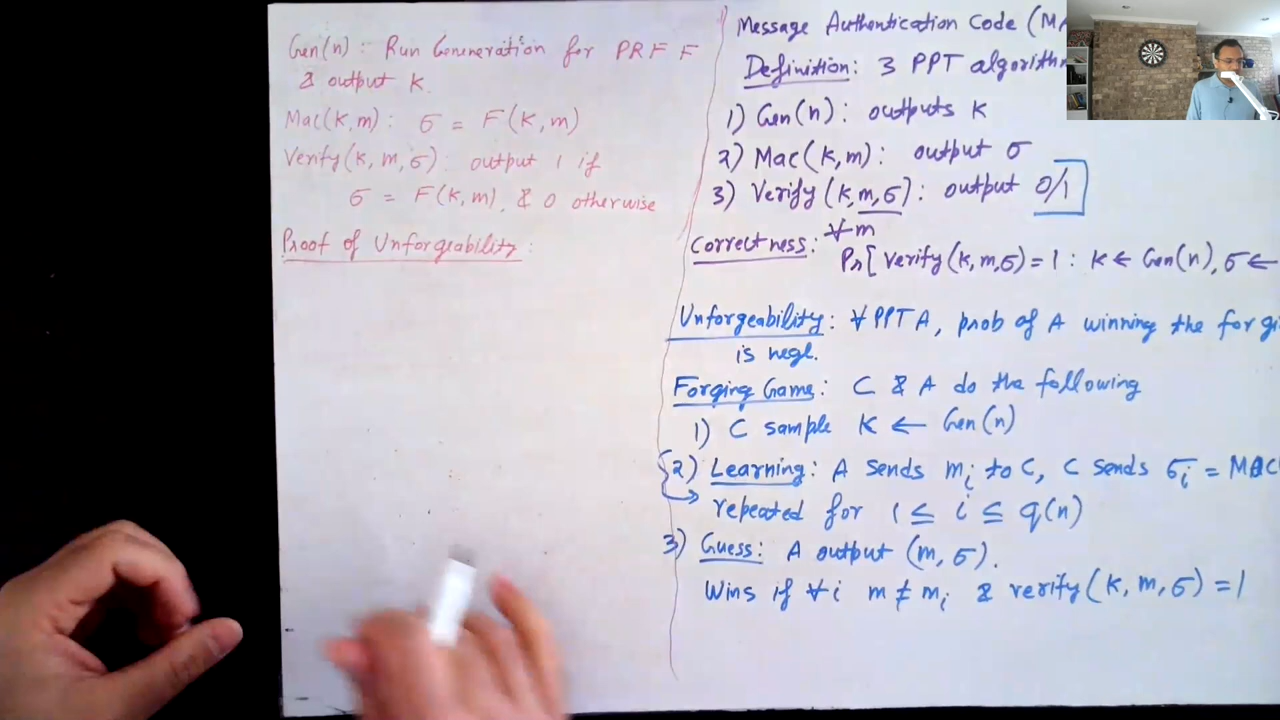 Gen(n): Run Generation for PRF F
& output K.
Mac(K,m): σ = F(K,m)
Verify(K, m, σ): output 1 if
σ = F(K,m), & 0 otherwise
Proof of Unforgeability:
Message Authentication Code (MA
Definition: 3 PPT algorithm
1) Gen(n): outputs K
2) Mac(K,m): output σ
3) Verify (K,m,σ): output 0/1
Correctness: ∀m
Pr[ Verify(K,m,σ)=1 : K← Gen(n), σ←
Unforgeability: ∀PPT A, prob of A winning the forgi
is negl.
Forging Game: C & A do the following
1) C sample K ← Gen(n)
2) Learning: A sends mᵢ to C, C sends σᵢ = MAC
repeated for 1 ≤ i ≤ q(n)
3) Guess: A output (m, σ).
Wins if ∀i m ≠ mᵢ & verify(K, m, σ) = 1